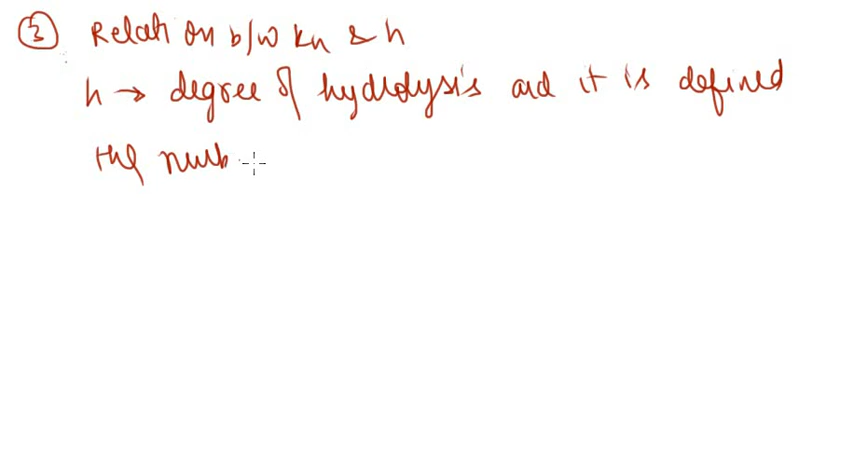 ③ Relation b/w Kh & h
h → degree of hydrolysis and it is defined
the numb